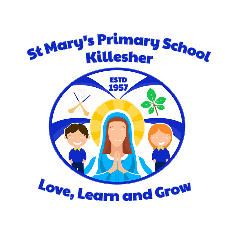 St Mary's Primary School
Killesher
ESTD
1957
Love, Learn and Grow